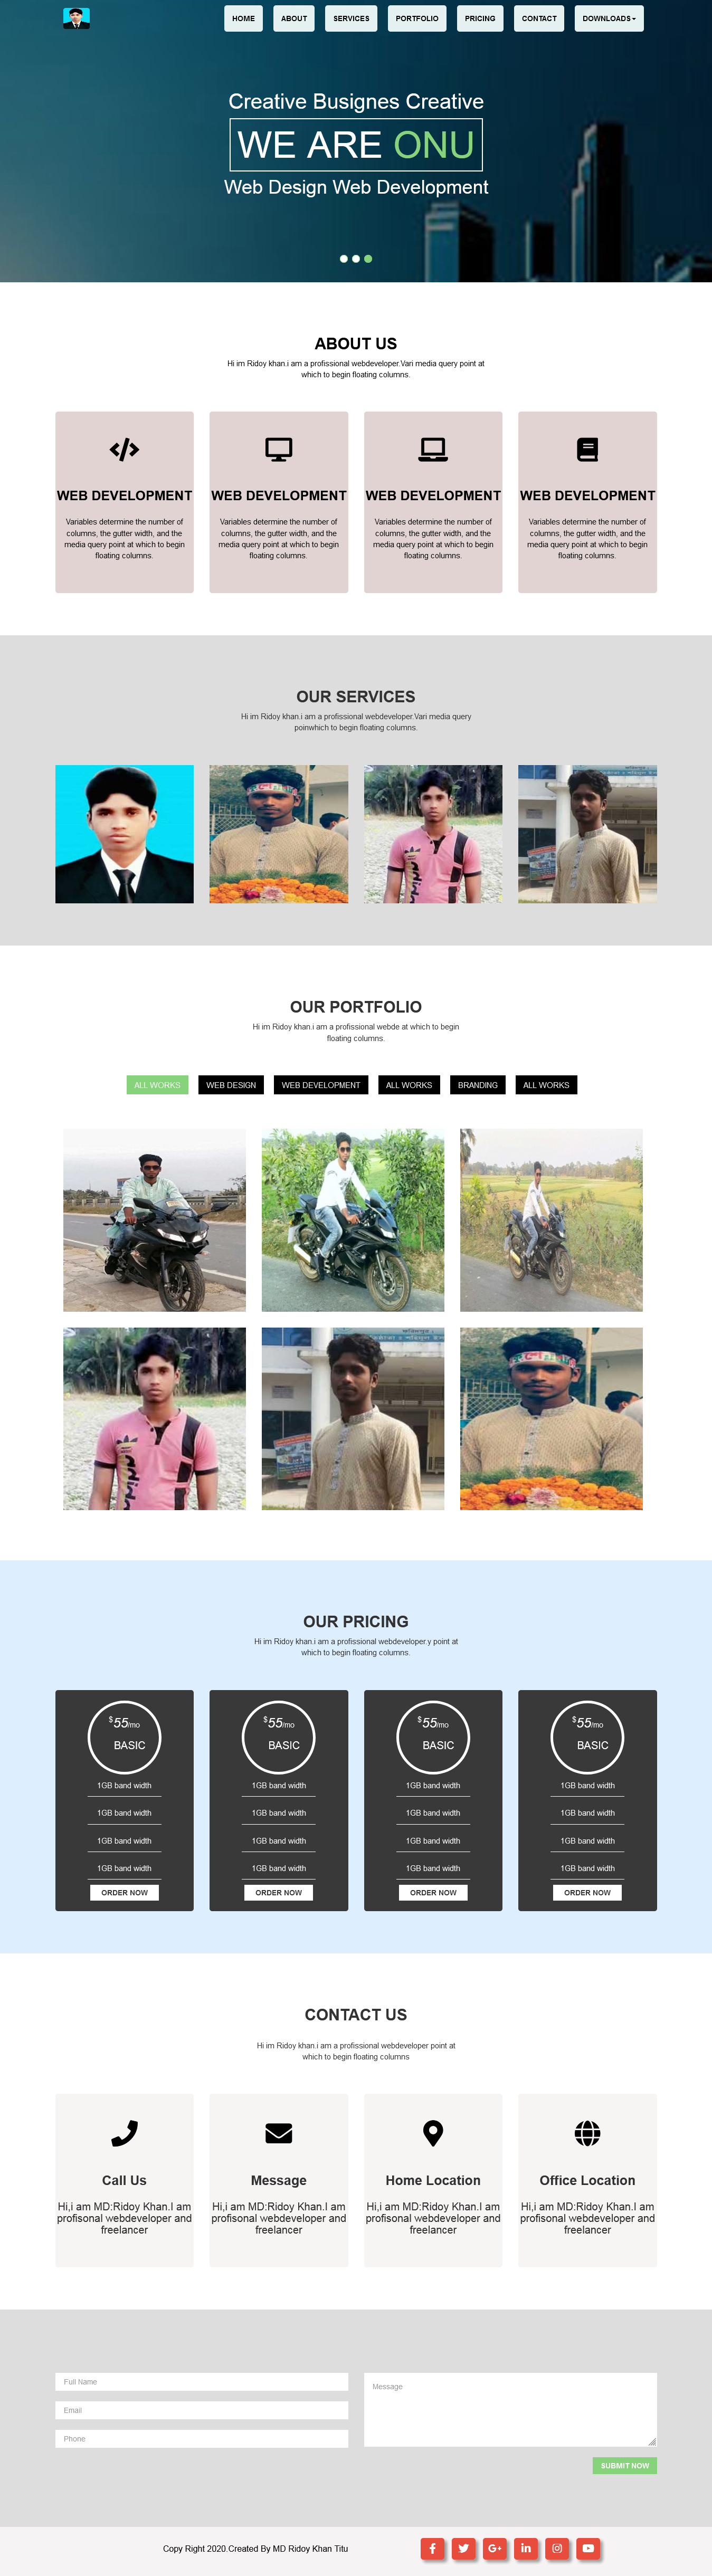 HOME ABOUT SERVICES PORTFOLIO PRICING CONTACT DOWNLOADS
Creative Busignes Creative
WE ARE ONU
Web Design Web Development
ABOUT US
Hi im Ridoy khan.i am a profissional webdeveloper.Vari media query point at
which to begin floating columns.
WEB DEVELOPMENT
Variables determine the number of
columns, the gutter width, and the
media query point at which to begin
floating columns.
WEB DEVELOPMENT
Variables determine the number of
columns, the gutter width, and the
media query point at which to begin
floating columns.
WEB DEVELOPMENT
Variables determine the number of
columns, the gutter width, and the
media query point at which to begin
floating columns.
WEB DEVELOPMENT
Variables determine the number of
columns, the gutter width, and the
media query point at which to begin
floating columns.
OUR SERVICES
Hi im Ridoy khan.i am a profissional webdeveloper.Vari media query
poinwhich to begin floating columns.
OUR PORTFOLIO
Hi im Ridoy khan.i am a profissional webde at which to begin
floating columns.
ALL WORKS WEB DESIGN WEB DEVELOPMENT ALL WORKS BRANDING ALL WORKS
OUR PRICING
Hi im Ridoy khan.i am a profissional webdeveloper.y point at
which to begin floating columns.
$55/mo
BASIC
1GB band width
1GB band width
1GB band width
1GB band width
ORDER NOW
$55/mo
BASIC
1GB band width
1GB band width
1GB band width
1GB band width
ORDER NOW
$55/mo
BASIC
1GB band width
1GB band width
1GB band width
1GB band width
ORDER NOW
$55/mo
BASIC
1GB band width
1GB band width
1GB band width
1GB band width
ORDER NOW
CONTACT US
Hi im Ridoy khan.i am a profissional webdeveloper point at
which to begin floating columns
Call Us
Hi,i am MD:Ridoy Khan.I am
profisonal webdeveloper and
freelancer
Message
Hi,i am MD:Ridoy Khan.I am
profisonal webdeveloper and
freelancer
Home Location
Hi,i am MD:Ridoy Khan.I am
profisonal webdeveloper and
freelancer
Office Location
Hi,i am MD:Ridoy Khan.I am
profisonal webdeveloper and
freelancer
Full Name
Email
Phone
Message
SUBMIT NOW
Copy Right 2020.Created By MD Ridoy Khan Titu